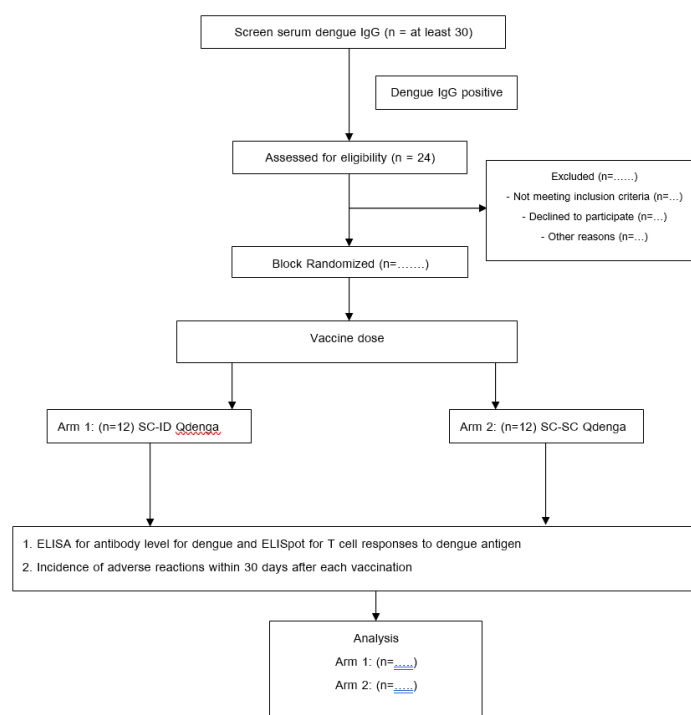 Screen serum dengue IgG (n = at least 30)
Dengue IgG positive
Assessed for eligibility (n = 24)
Excluded (n=......)
- Not meeting inclusion criteria (n=...)
- Declined to participate (n=...)
- Other reasons (n=...)
Block Randomized (n=.......)
Vaccine dose
Arm 1: (n=12) SC-ID Qdenga
Arm 2: (n=12) SC-SC Qdenga
1. ELISA for antibody level for dengue and ELISpot for T cell responses to dengue antigen
2. Incidence of adverse reactions within 30 days after each vaccination
Analysis
Arm 1: (n=.....)
Arm 2: (n=.....)